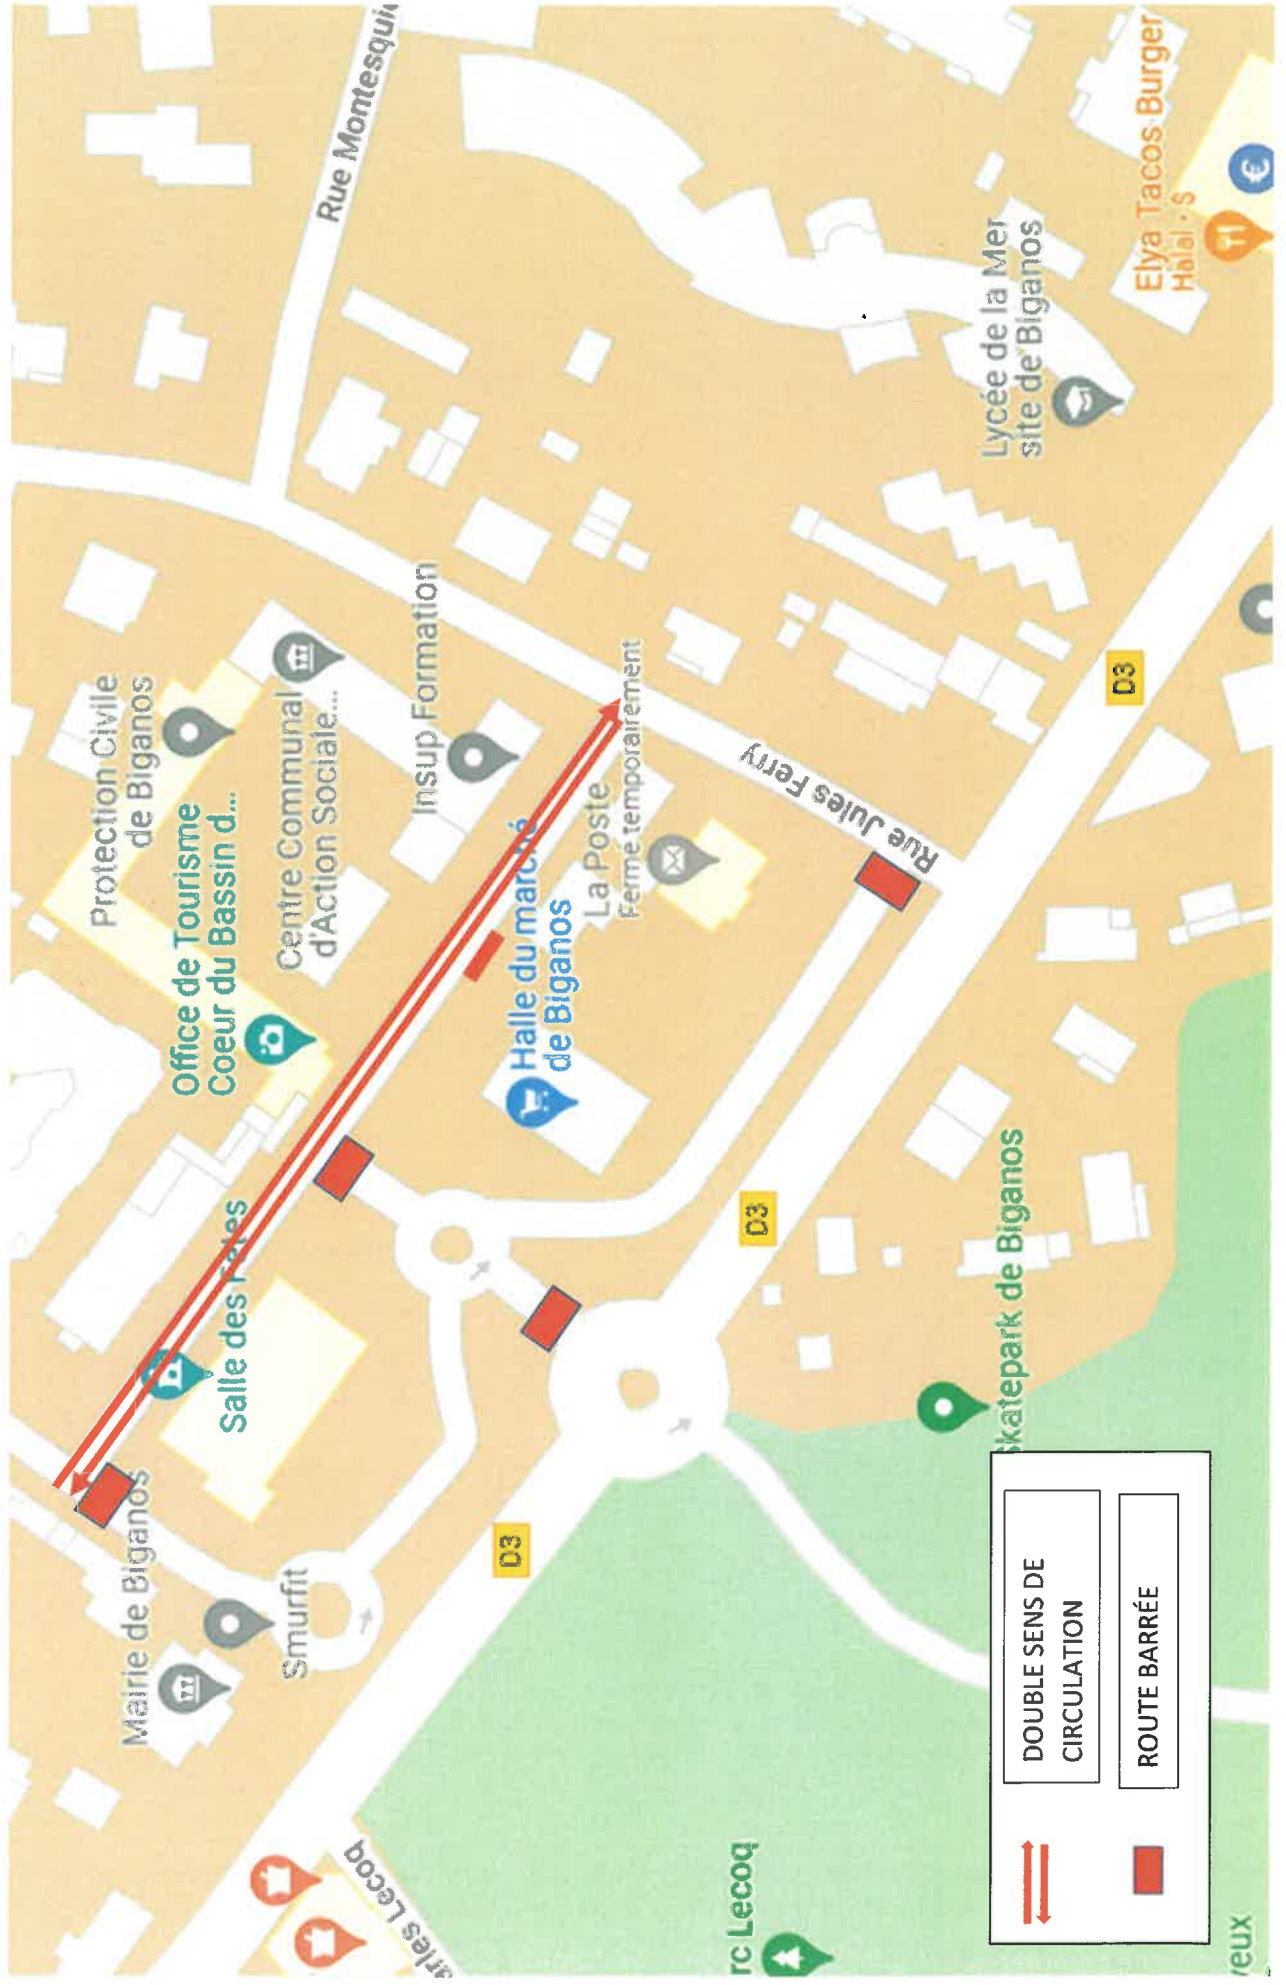 Rue Montesqui
Protection Civile
de Biganos
Office de Tourisme
Coeur du Bassin d...
Centre Communal
d'Action Sociale...
Insup Formation
Elya Tacos Burger
Halal · $
Lycée de la Mer
site de Biganos
Halle du marché
de Biganos
La Poste
Fermé temporairement
Rue Jules Ferry
D3
Salle des Fêtes
D3
Mairie de Biganos
Smurfit
D3
Skatepark de Biganos
arles Lecoq
rc Lecoq
yeux
DOUBLE SENS DE
CIRCULATION
ROUTE BARRÉE